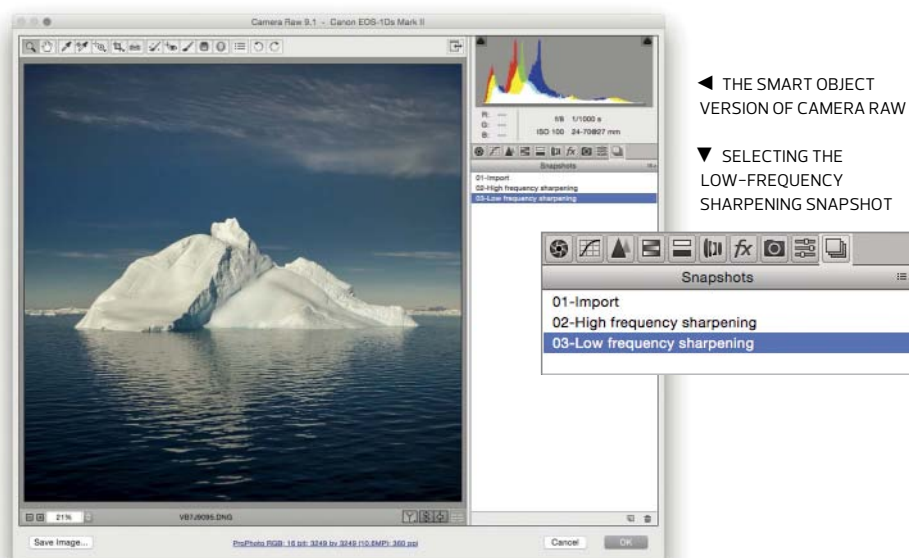 Camera Raw 9.1 - Canon EOS-1Ds Mark II
R: ---
G: ---
B: ---
f/8 1/1000 s
ISO 100 24-70@27 mm
Snapshots
01-Import
02-High frequency sharpening
03-Low frequency sharpening
21%
VB7J9095.DNG
Save Image...
ProPhoto RGB; 16 bit; 3249 by 3249 (10.6MP); 360 ppi
Cancel
OK
◀ THE SMART OBJECT
VERSION OF CAMERA RAW
▼ SELECTING THE
LOW-FREQUENCY
SHARPENING SNAPSHOT
fx
Snapshots
01-Import
02-High frequency sharpening
03-Low frequency sharpening